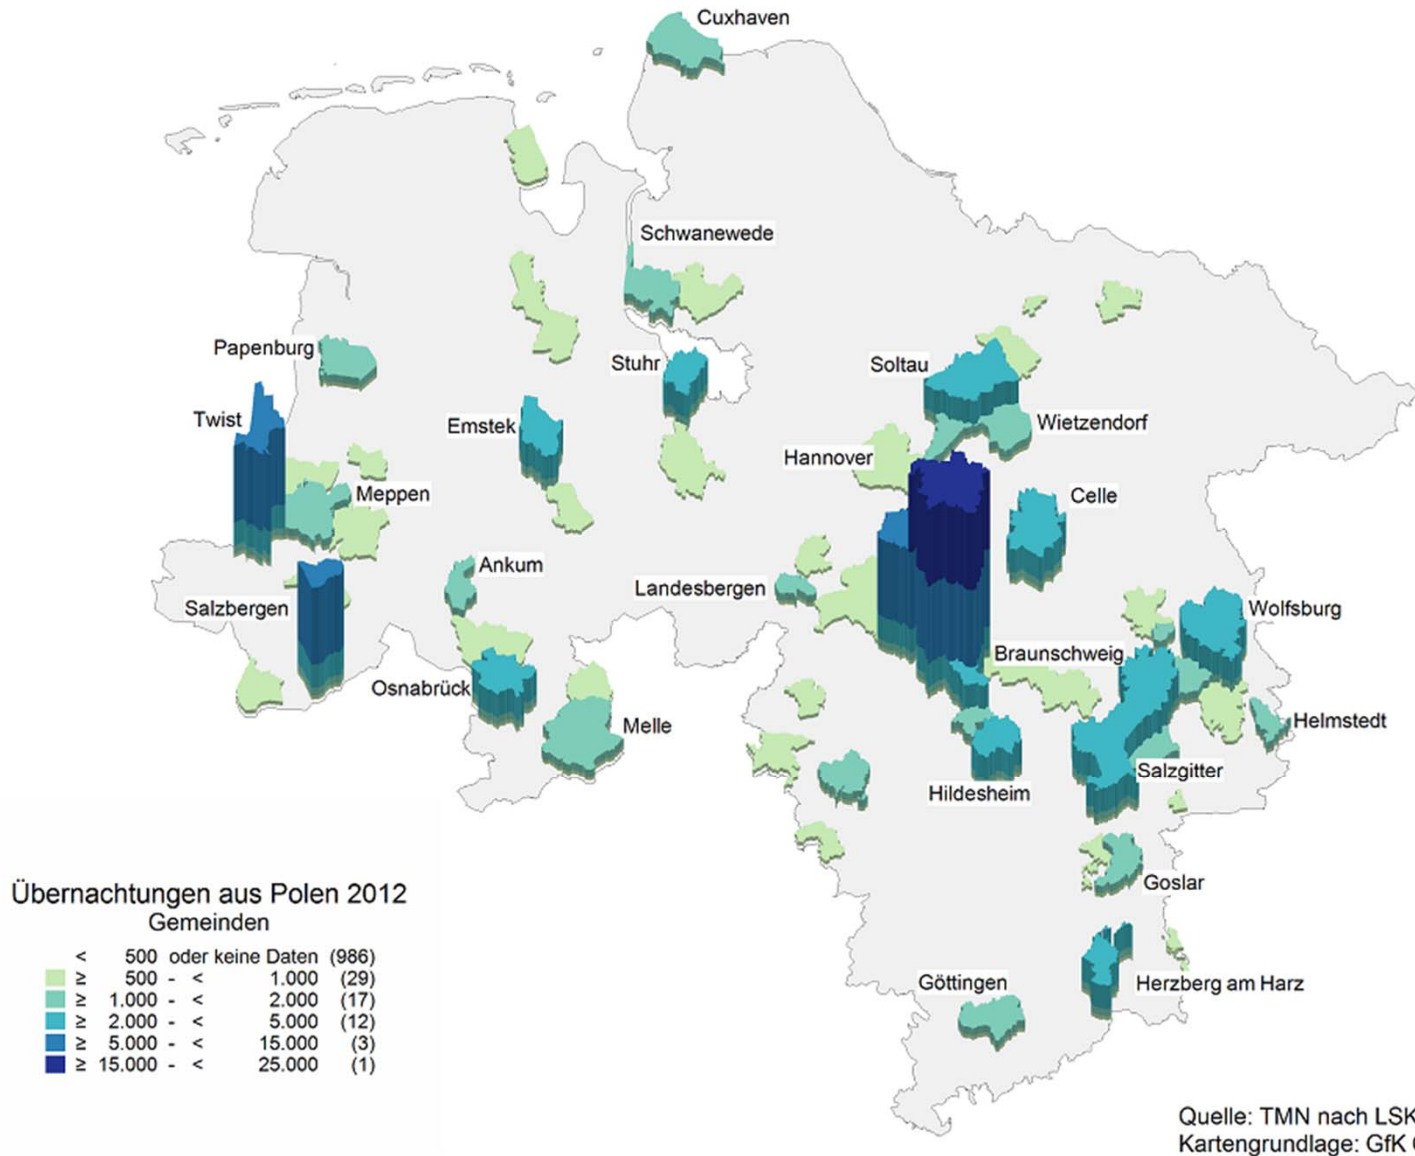 Cuxhaven
Schwanewede
Papenburg
Stuhr
Soltau
Twist
Emstek
Wietzendorf
Hannover
Meppen
Celle
Ankum
Landesbergen
Salzbergen
Wolfsburg
Braunschweig
Osnabrück
Melle
Helmstedt
Salzgitter
Hildesheim
Goslar
Göttingen
Herzberg am Harz
Übernachtungen aus Polen 2012
Gemeinden
< 500 oder keine Daten (986)
≥ 500 - < 1.000 (29)
≥ 1.000 - < 2.000 (17)
≥ 2.000 - < 5.000 (12)
≥ 5.000 - < 15.000 (3)
≥ 15.000 - < 25.000 (1)
Quelle: TMN nach LSK
Kartengrundlage: GfK